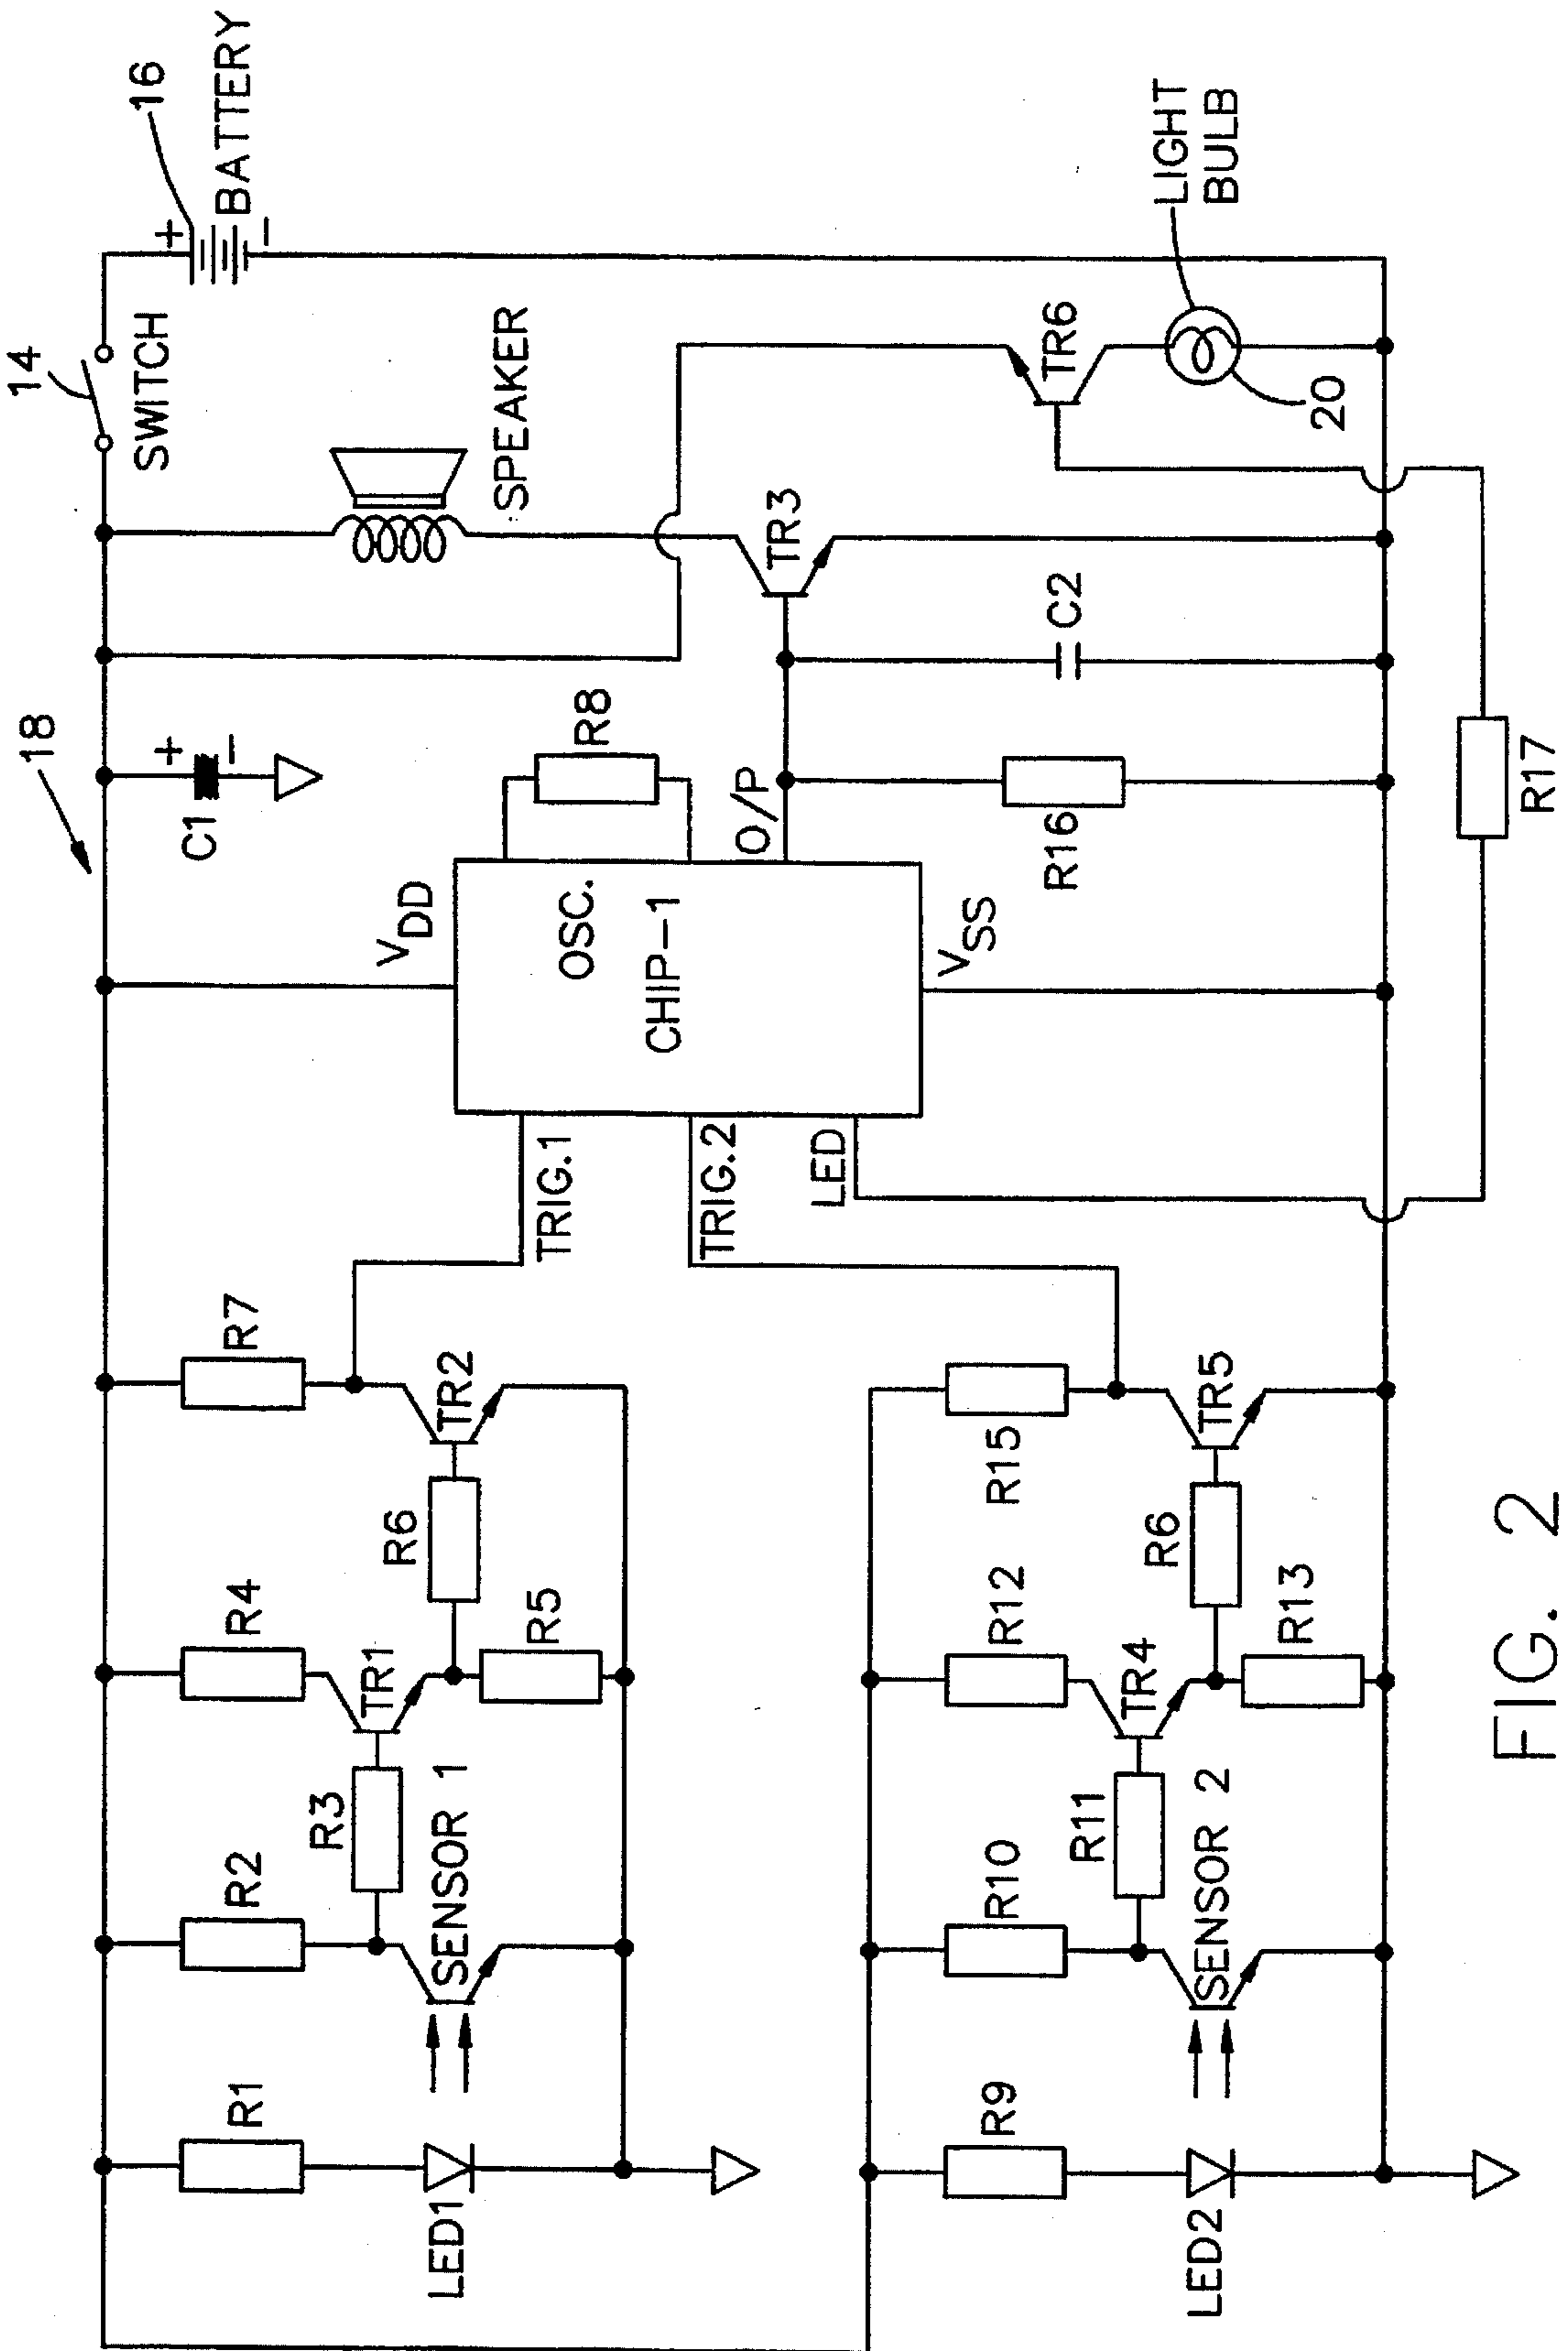 14
SWITCH
16
+
BATTERY
−
18
C1
+
−
SPEAKER
R1
LED1
R2
SENSOR 1
R3
R4
TR1
R5
R6
R7
TR2
TRIG.1
TRIG.2
LED
VDD
OSC.
CHIP-1
VSS
O/P
R8
R16
C2
TR3
TR6
LIGHT
BULB
20
R17
R9
LED2
R10
SENSOR 2
R11
R12
TR4
R13
R6
R15
TR5
FIG. 2